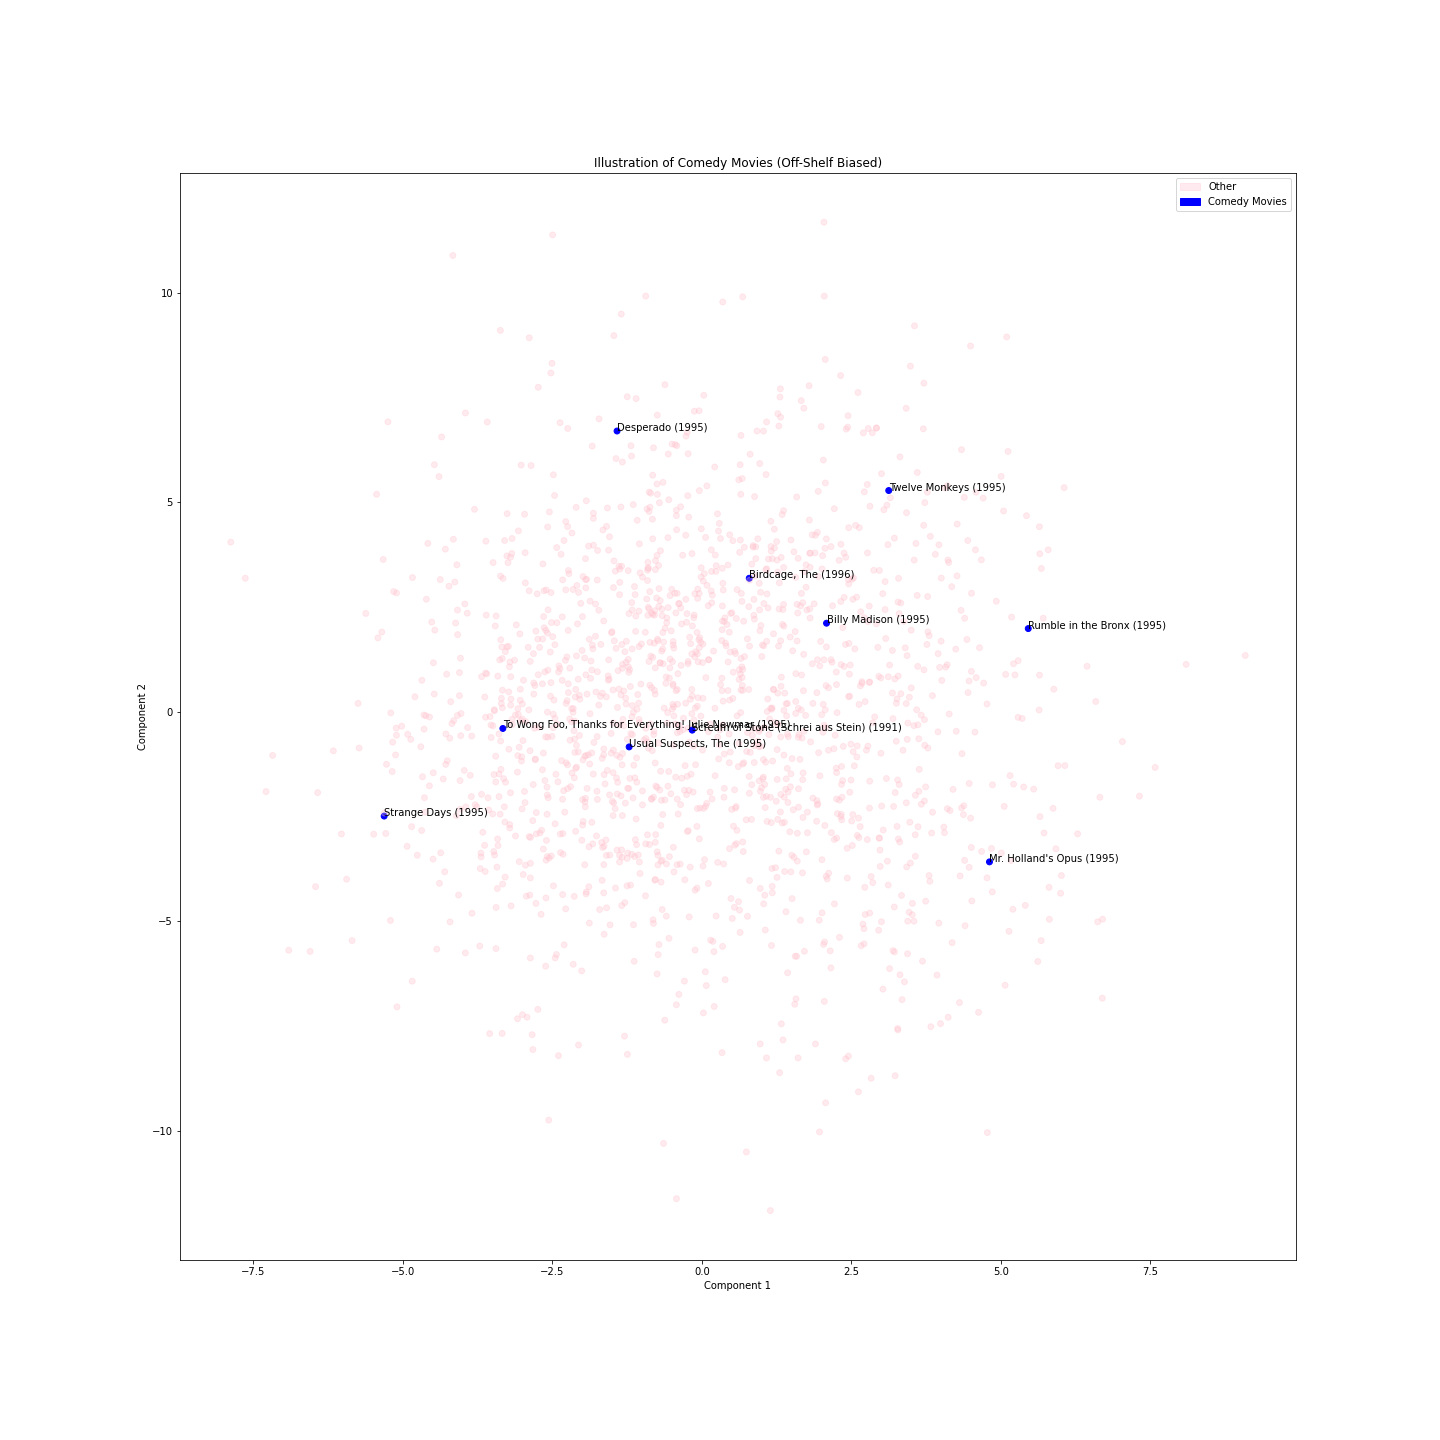 Illustration of Comedy Movies (Off-Shelf Biased)
Other
Comedy Movies
10
5
0
−5
−10
Component 2
Desperado (1995)
Twelve Monkeys (1995)
Birdcage, The (1996)
Billy Madison (1995)
Rumble in the Bronx (1995)
To Wong Foo, Thanks for Everything! Julie Newmar (1995)
Scream of Stone (Schrei aus Stein) (1991)
Usual Suspects, The (1995)
Strange Days (1995)
Mr. Holland's Opus (1995)
−7.5
−5.0
−2.5
0.0
2.5
5.0
7.5
Component 1